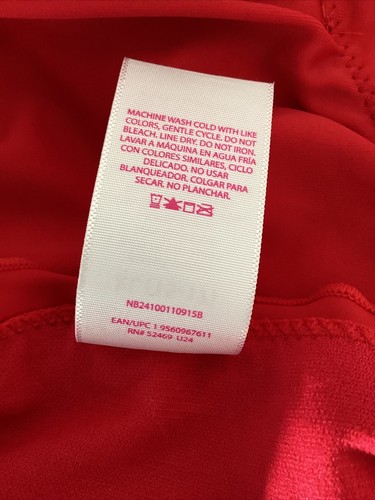 MACHINE WASH COLD WITH LIKE
COLORS, GENTLE CYCLE. DO NOT
BLEACH. LINE DRY. DO NOT IRON.
LAVAR A MÁQUINA EN AGUA FRÍA
CON COLORES SIMILARES, CICLO
DELICADO. NO USAR
BLANQUEADOR. COLGAR PARA
SECAR. NO PLANCHAR.
NB24100110915B
EAN/UPC 1 9560967611
RN# 52469 U24